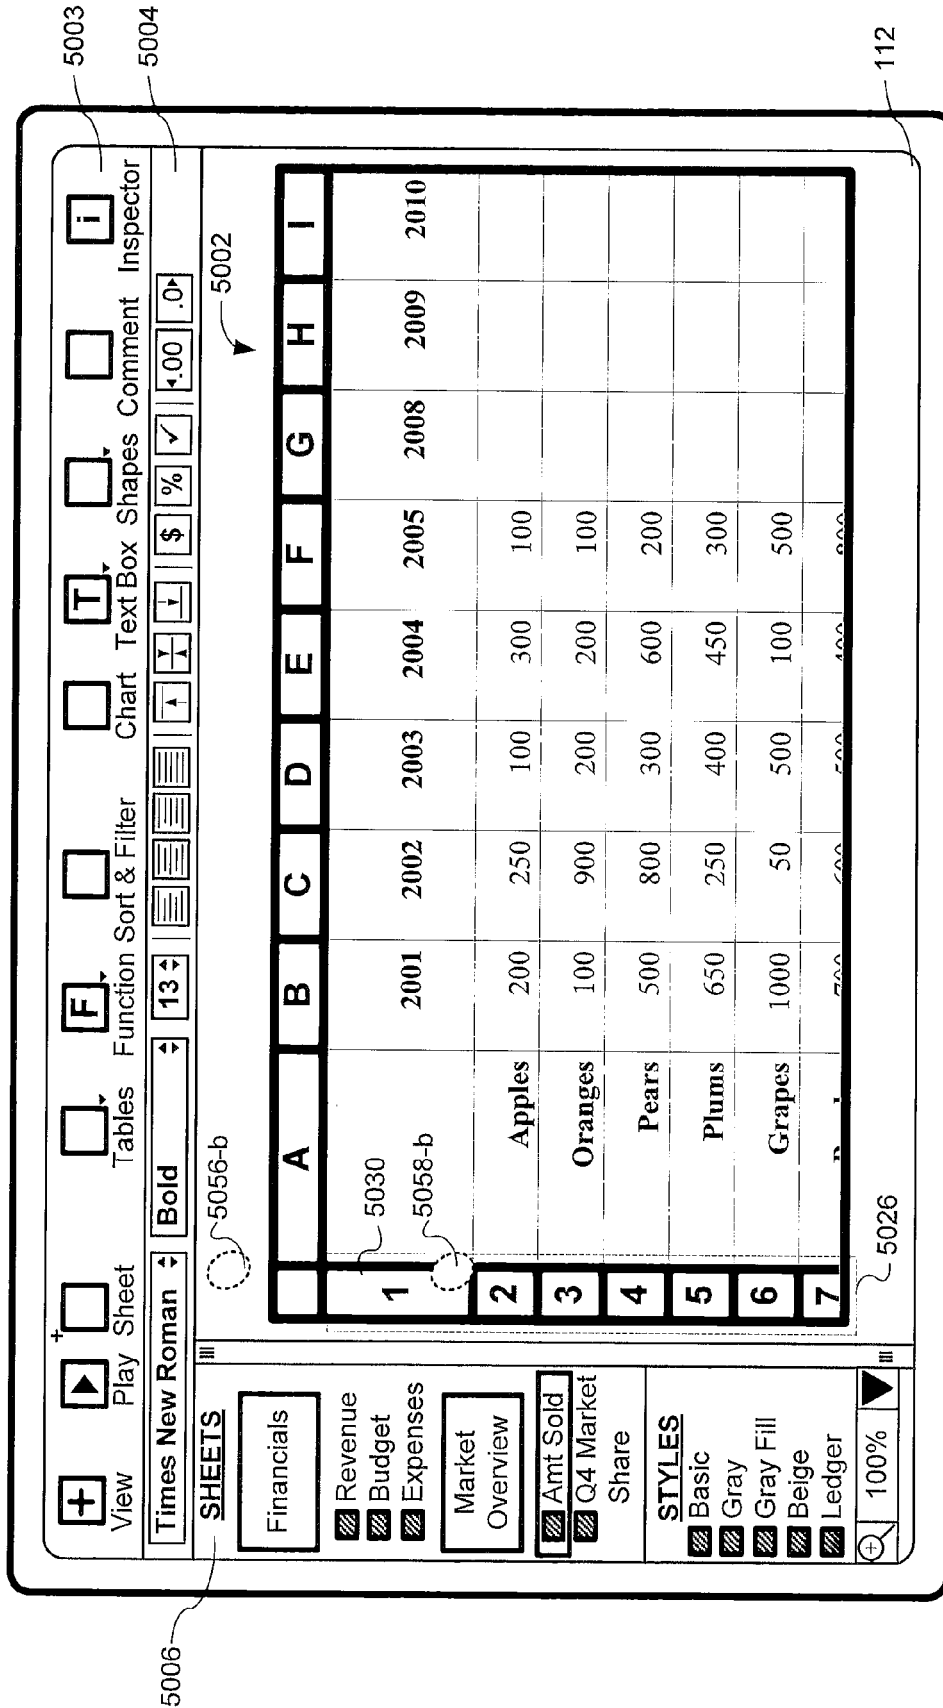 5003
5004
View Play Sheet Tables F Function Sort & Filter Chart T Text Box Shapes Comment i Inspector
Times New Roman Bold 13 $ % ✓ .00 .0
5006
SHEETS
Financials
Revenue
Budget
Expenses
Market
Overview
Amt Sold
Q4 Market
Share
STYLES
Basic
Gray
Gray Fill
Beige
Ledger
100%
5056-b
5002
A B C D E F G H I
5030
1 2001 2002 2003 2004 2005 2008 2009 2010
5058-b
2 Apples 200 250 100 300 100
3 Oranges 100 900 200 200 100
4 Pears 500 800 300 600 200
5 Plums 650 250 400 450 300
6 Grapes 1000 50 500 100 500
7
5026
112